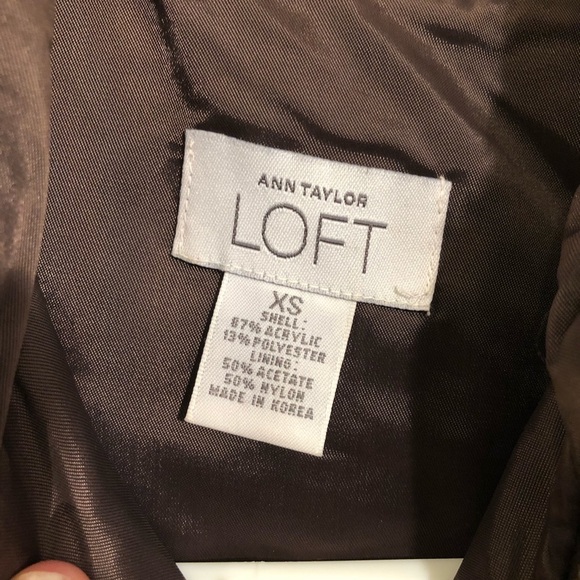 ANN TAYLOR
LOFT
XS
SHELL:
87% ACRYLIC
13% POLYESTER
LINING:
50% ACETATE
50% NYLON
MADE IN KOREA